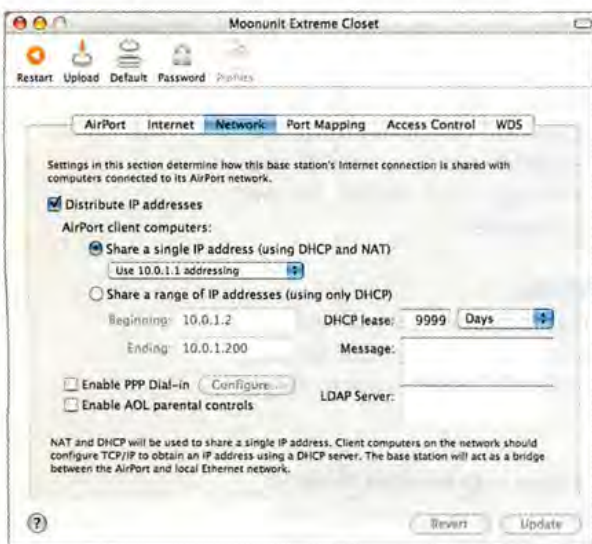 Moonunit Extreme Closet
Restart Upload Default Password Profiles
AirPort Internet Network Port Mapping Access Control WDS
Settings in this section determine how this base station's Internet connection is shared with
computers connected to its AirPort network.
Distribute IP addresses
AirPort client computers:
Share a single IP address (using DHCP and NAT)
Use 10.0.1.1 addressing
Share a range of IP addresses (using only DHCP)
Beginning: 10.0.1.2 DHCP lease: 9999 Days
Ending: 10.0.1.200 Message:
Enable PPP Dial-in Configure... LDAP Server:
Enable AOL parental controls
NAT and DHCP will be used to share a single IP address. Client computers on the network should
configure TCP/IP to obtain an IP address using a DHCP server. The base station will act as a bridge
between the AirPort and local Ethernet network.
? Revert Update